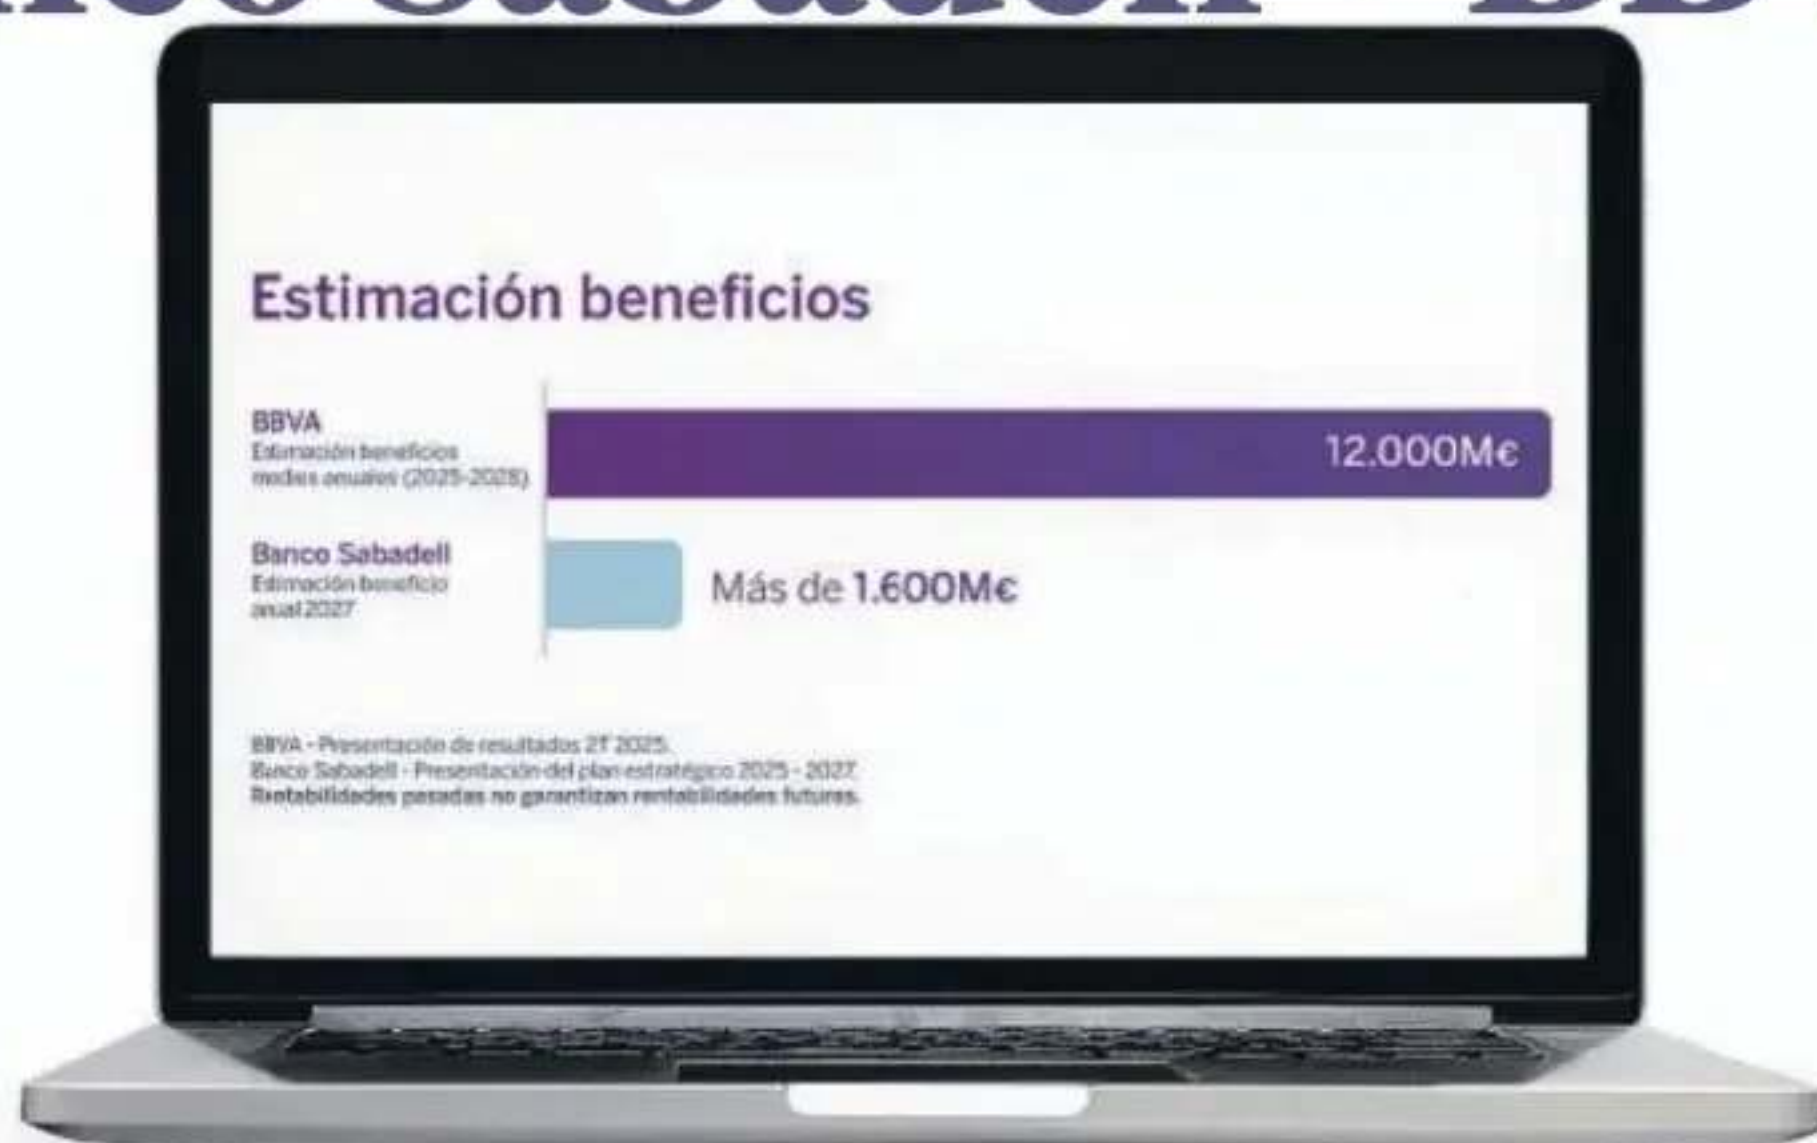 Banco Sabadell
Estimación beneficios
BBVA
Estimación beneficios
medios anuales (2025-2028)
12.000M€
Banco Sabadell
Estimación beneficio
anual 2027
Más de 1.600M€
BBVA - Presentación de resultados 2T 2025.
Banco Sabadell - Presentación del plan estratégico 2025 - 2027.
Rentabilidades pasadas no garantizan rentabilidades futuras.